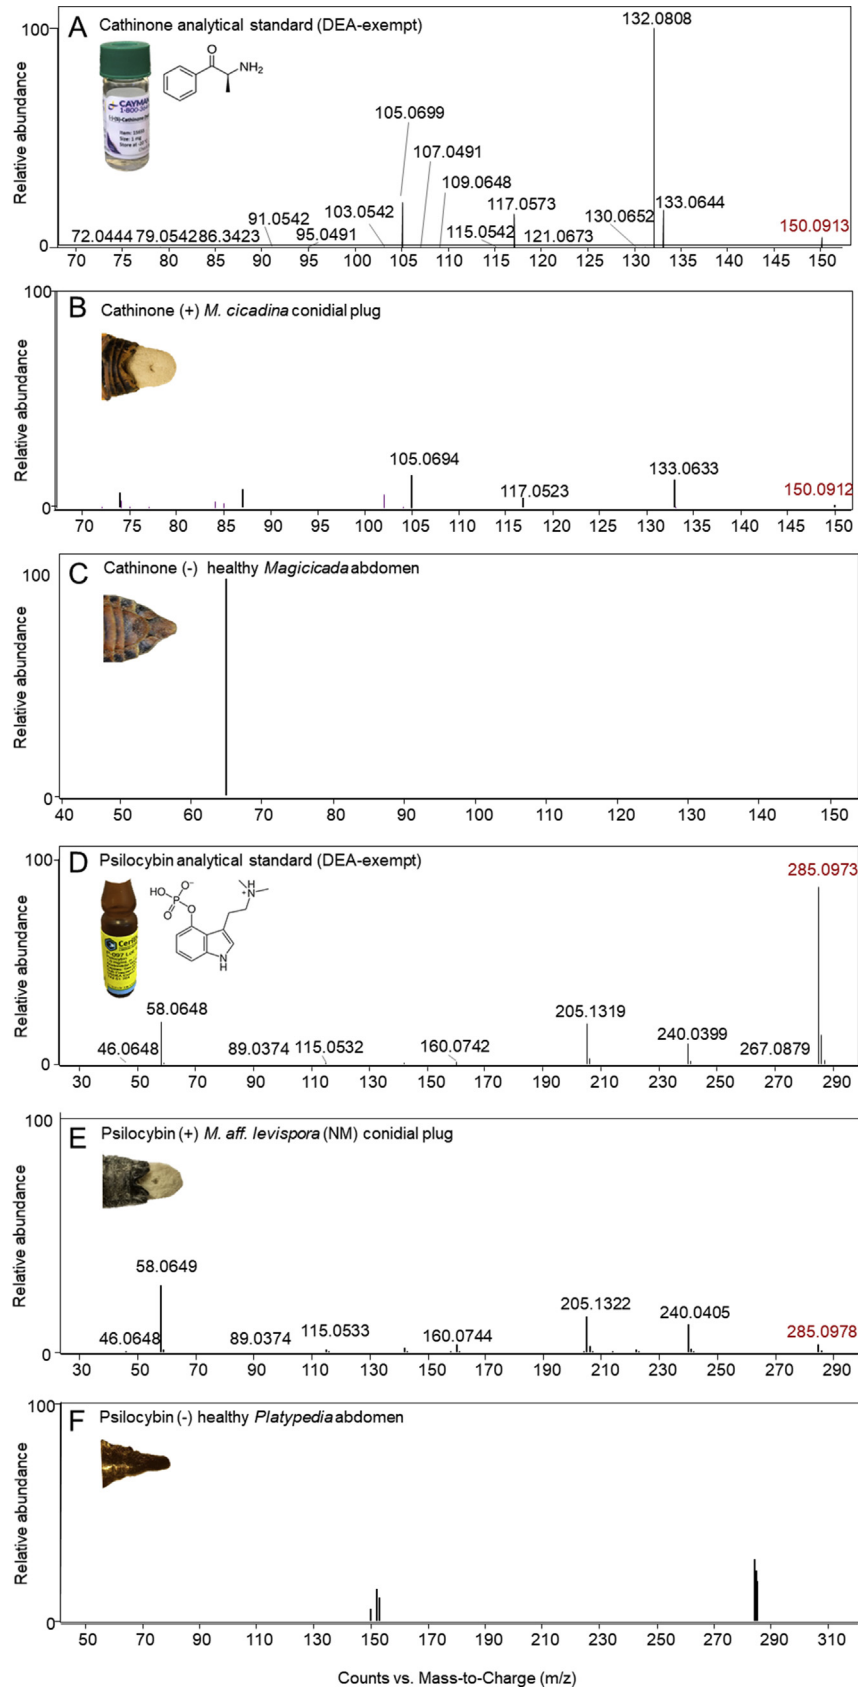 A Cathinone analytical standard (DEA-exempt)
Relative abundance
100
0
CAYMAN
1-800-
O
NH₂
72.0444 79.0542 86.3423 91.0542 95.0491 103.0542 105.0699 107.0491 109.0648 115.0542 117.0573 121.0673 130.0652 132.0808 133.0644 150.0913
70 75 80 85 90 95 100 105 110 115 120 125 130 135 140 145 150
B Cathinone (+) M. cicadina conidial plug
Relative abundance
100
0
105.0694 117.0523 133.0633 150.0912
70 75 80 85 90 95 100 105 110 115 120 125 130 135 140 145 150
C Cathinone (-) healthy Magicicada abdomen
Relative abundance
100
0
40 50 60 70 80 90 100 110 120 130 140 150
D Psilocybin analytical standard (DEA-exempt)
Relative abundance
100
0
HO O⁻
P
O
O
H
N
+
N
H
58.0648 46.0648 89.0374 115.0532 160.0742 205.1319 240.0399 267.0879 285.0973
30 50 70 90 110 130 150 170 190 210 230 250 270 290
E Psilocybin (+) M. aff. levispora (NM) conidial plug
Relative abundance
100
0
58.0649 46.0648 89.0374 115.0533 160.0744 205.1322 240.0405 285.0978
30 50 70 90 110 130 150 170 190 210 230 250 270 290
F Psilocybin (-) healthy Platypedia abdomen
Relative abundance
100
0
50 70 90 110 130 150 170 190 210 230 250 270 290 310
Counts vs. Mass-to-Charge (m/z)